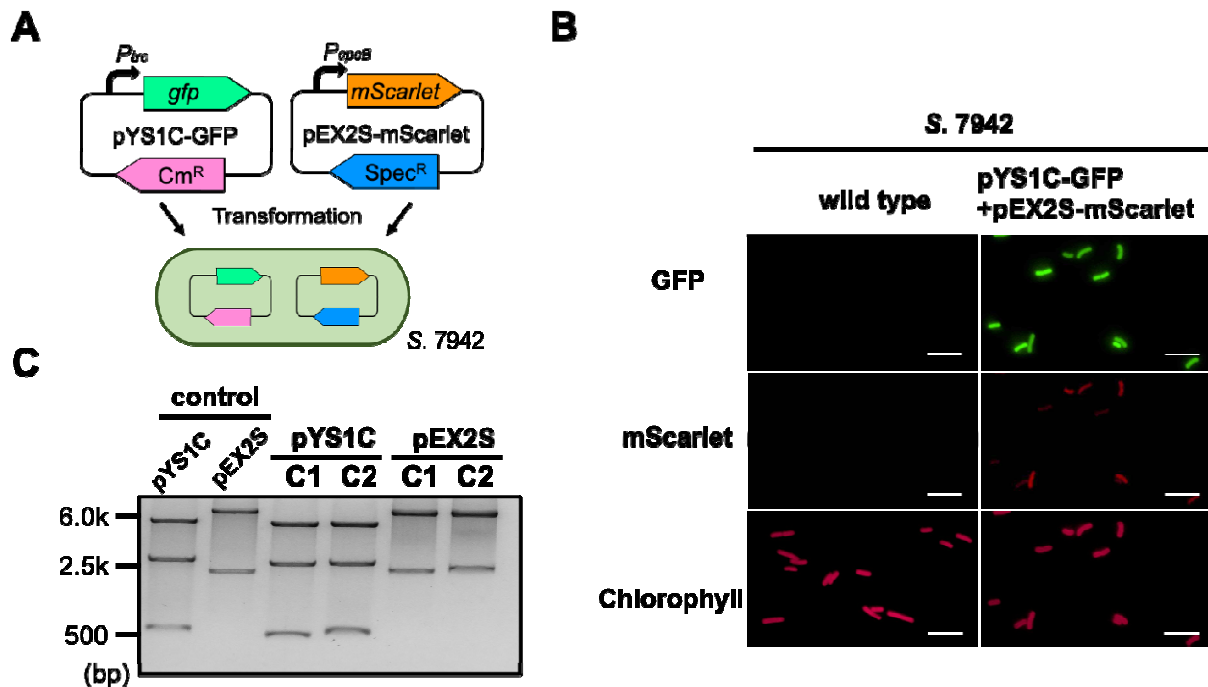 A
Ptrc
PcpcB
gfp
mScarlet
pYS1C-GFP
pEX2S-mScarlet
CmR
SpecR
Transformation
S. 7942
B
S. 7942
wild type
pYS1C-GFP
+pEX2S-mScarlet
GFP
mScarlet
Chlorophyll
C
control
pYS1C
pEX2S
pYS1C
pEX2S
C1 C2 C1 C2
6.0k
2.5k
500
(bp)